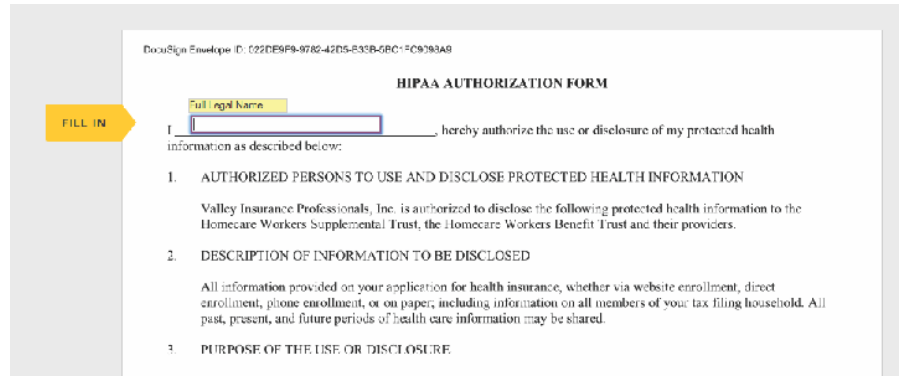 DocuSign Envelope ID: 022DE9F9-9782-42D5-B33B-5BC1FC9098A9
HIPAA AUTHORIZATION FORM
Full Legal Name
FILL IN
I , hereby authorize the use or disclosure of my protected health
information as described below:
1. AUTHORIZED PERSONS TO USE AND DISCLOSE PROTECTED HEALTH INFORMATION
Valley Insurance Professionals, Inc. is authorized to disclose the following protected health information to the
Homecare Workers Supplemental Trust, the Homecare Workers Benefit Trust and their providers.
2. DESCRIPTION OF INFORMATION TO BE DISCLOSED
All information provided on your application for health insurance, whether via website enrollment, direct
enrollment, phone enrollment, or on paper; including information on all members of your tax filing household. All
past, present, and future periods of health care information may be shared.
3. PURPOSE OF THE USE OR DISCLOSURE